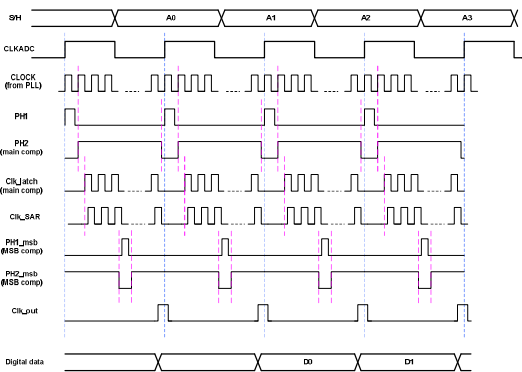 S/H A0 A1 A2 A3
CLKADC
CLOCK
(from PLL)
PH1
PH2
(main comp)
Clk_latch
(main comp)
Clk_SAR
PH1_msb
(MSB comp)
PH2_msb
(MSB comp)
Clk_out
Digital data D0 D1